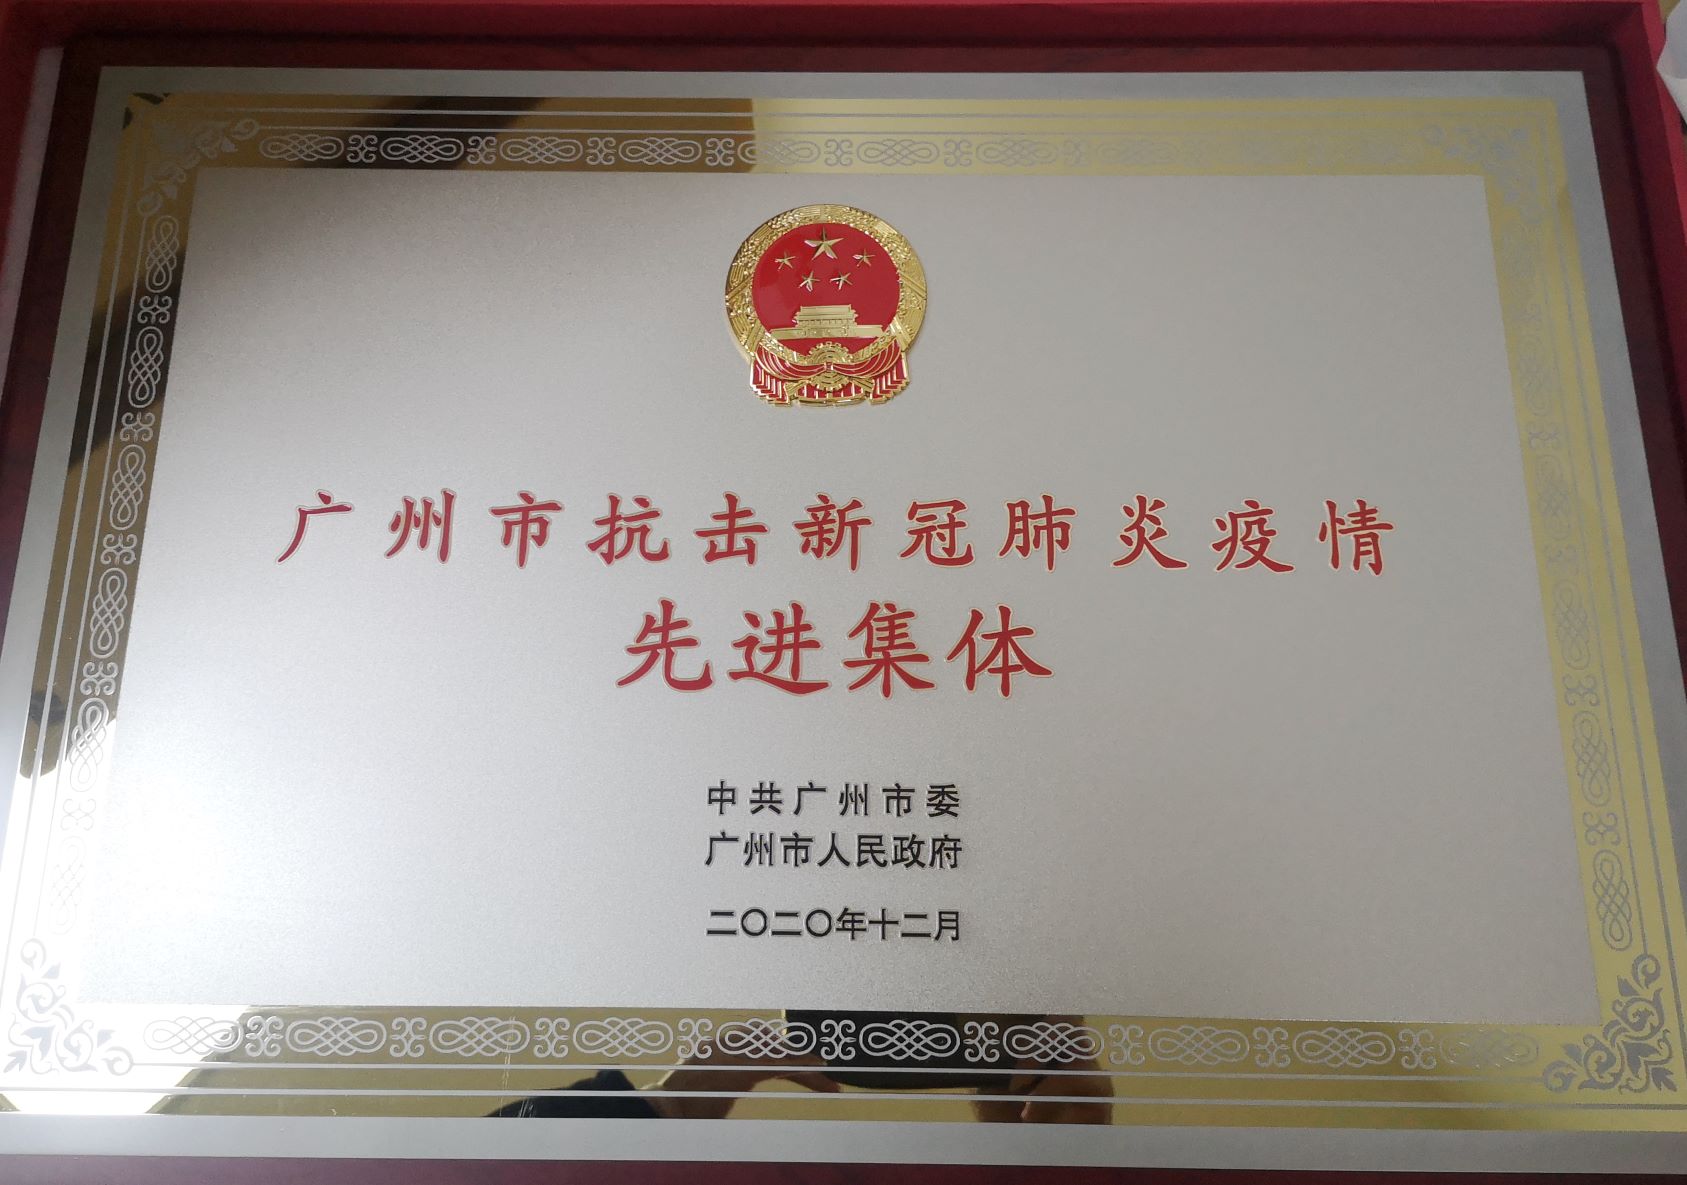 广州市抗击新冠肺炎疫情
先进集体
中共广州市委
广州市人民政府
二〇二〇年十二月